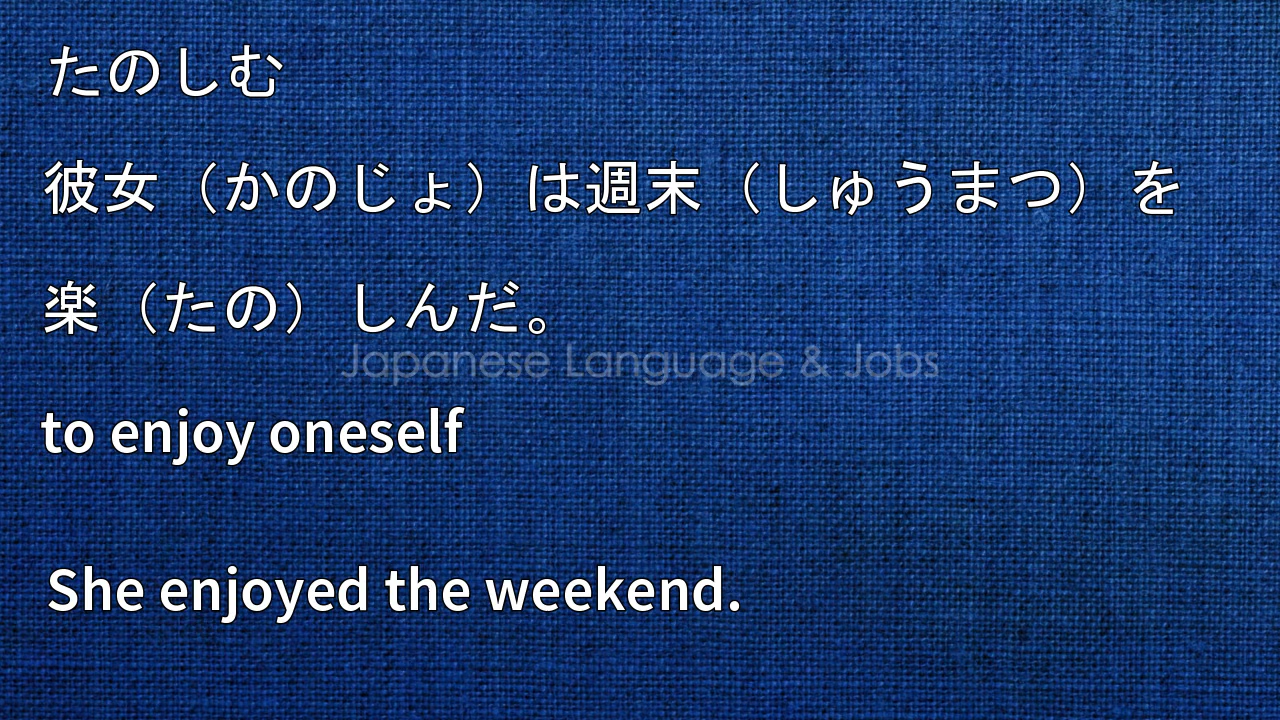 たのしむ
彼女（かのじょ）は週末（しゅうまつ）を
楽（たの）しんだ。
Japanese Language & Jobs
to enjoy oneself
She enjoyed the weekend.